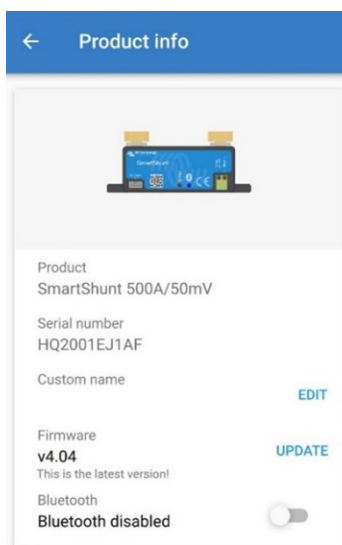 Product info
SmartShunt
Product
SmartShunt 500A/50mV
Serial number
HQ2001EJ1AF
Custom name
EDIT
Firmware
v4.04
UPDATE
This is the latest version!
Bluetooth
Bluetooth disabled